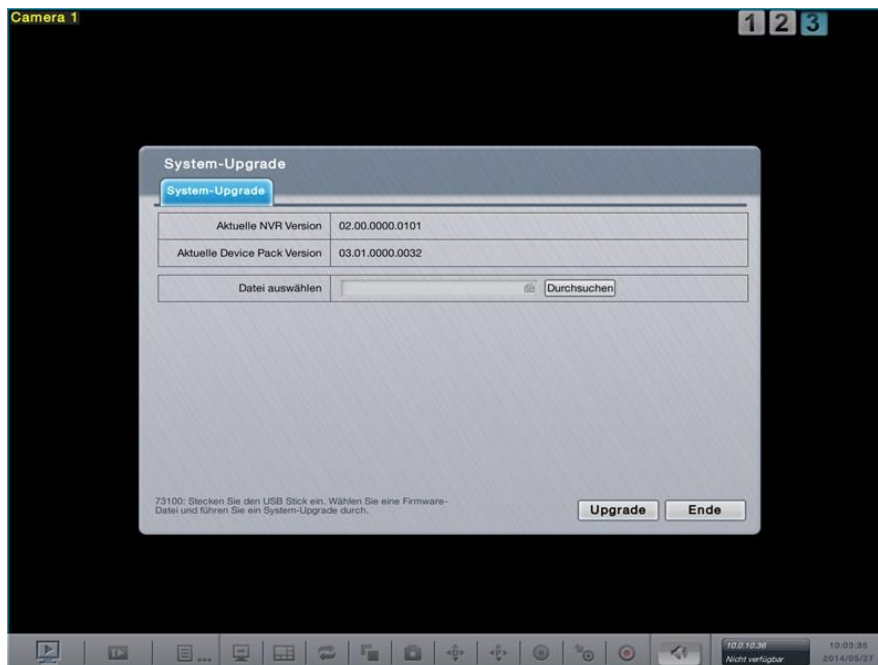 Camera 1
1 2 3
System-Upgrade
System-Upgrade
Aktuelle NVR Version 02.00.0000.0101
Aktuelle Device Pack Version 03.01.0000.0032
Datei auswählen Durchsuchen
73100: Stecken Sie den USB Stick ein. Wählen Sie eine Firmware-
Datei und führen Sie ein System-Upgrade durch.
Upgrade Ende
10.0.10.36
Nicht verfügbar
10:03:35
2014/05/27